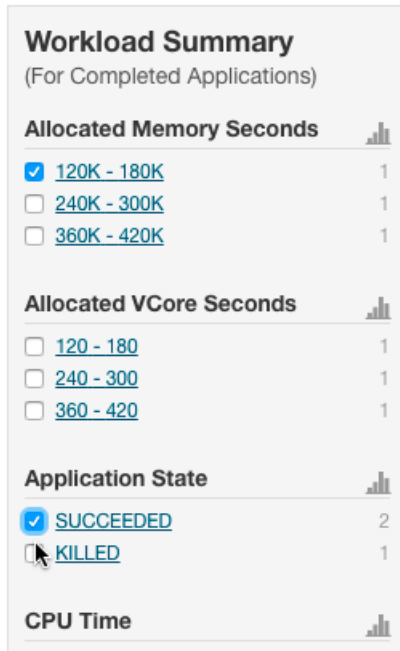 Workload Summary
(For Completed Applications)
Allocated Memory Seconds
120K - 180K 1
240K - 300K 1
360K - 420K 1
Allocated VCore Seconds
120 - 180 1
240 - 300 1
360 - 420 1
Application State
SUCCEEDED 2
KILLED 1
CPU Time